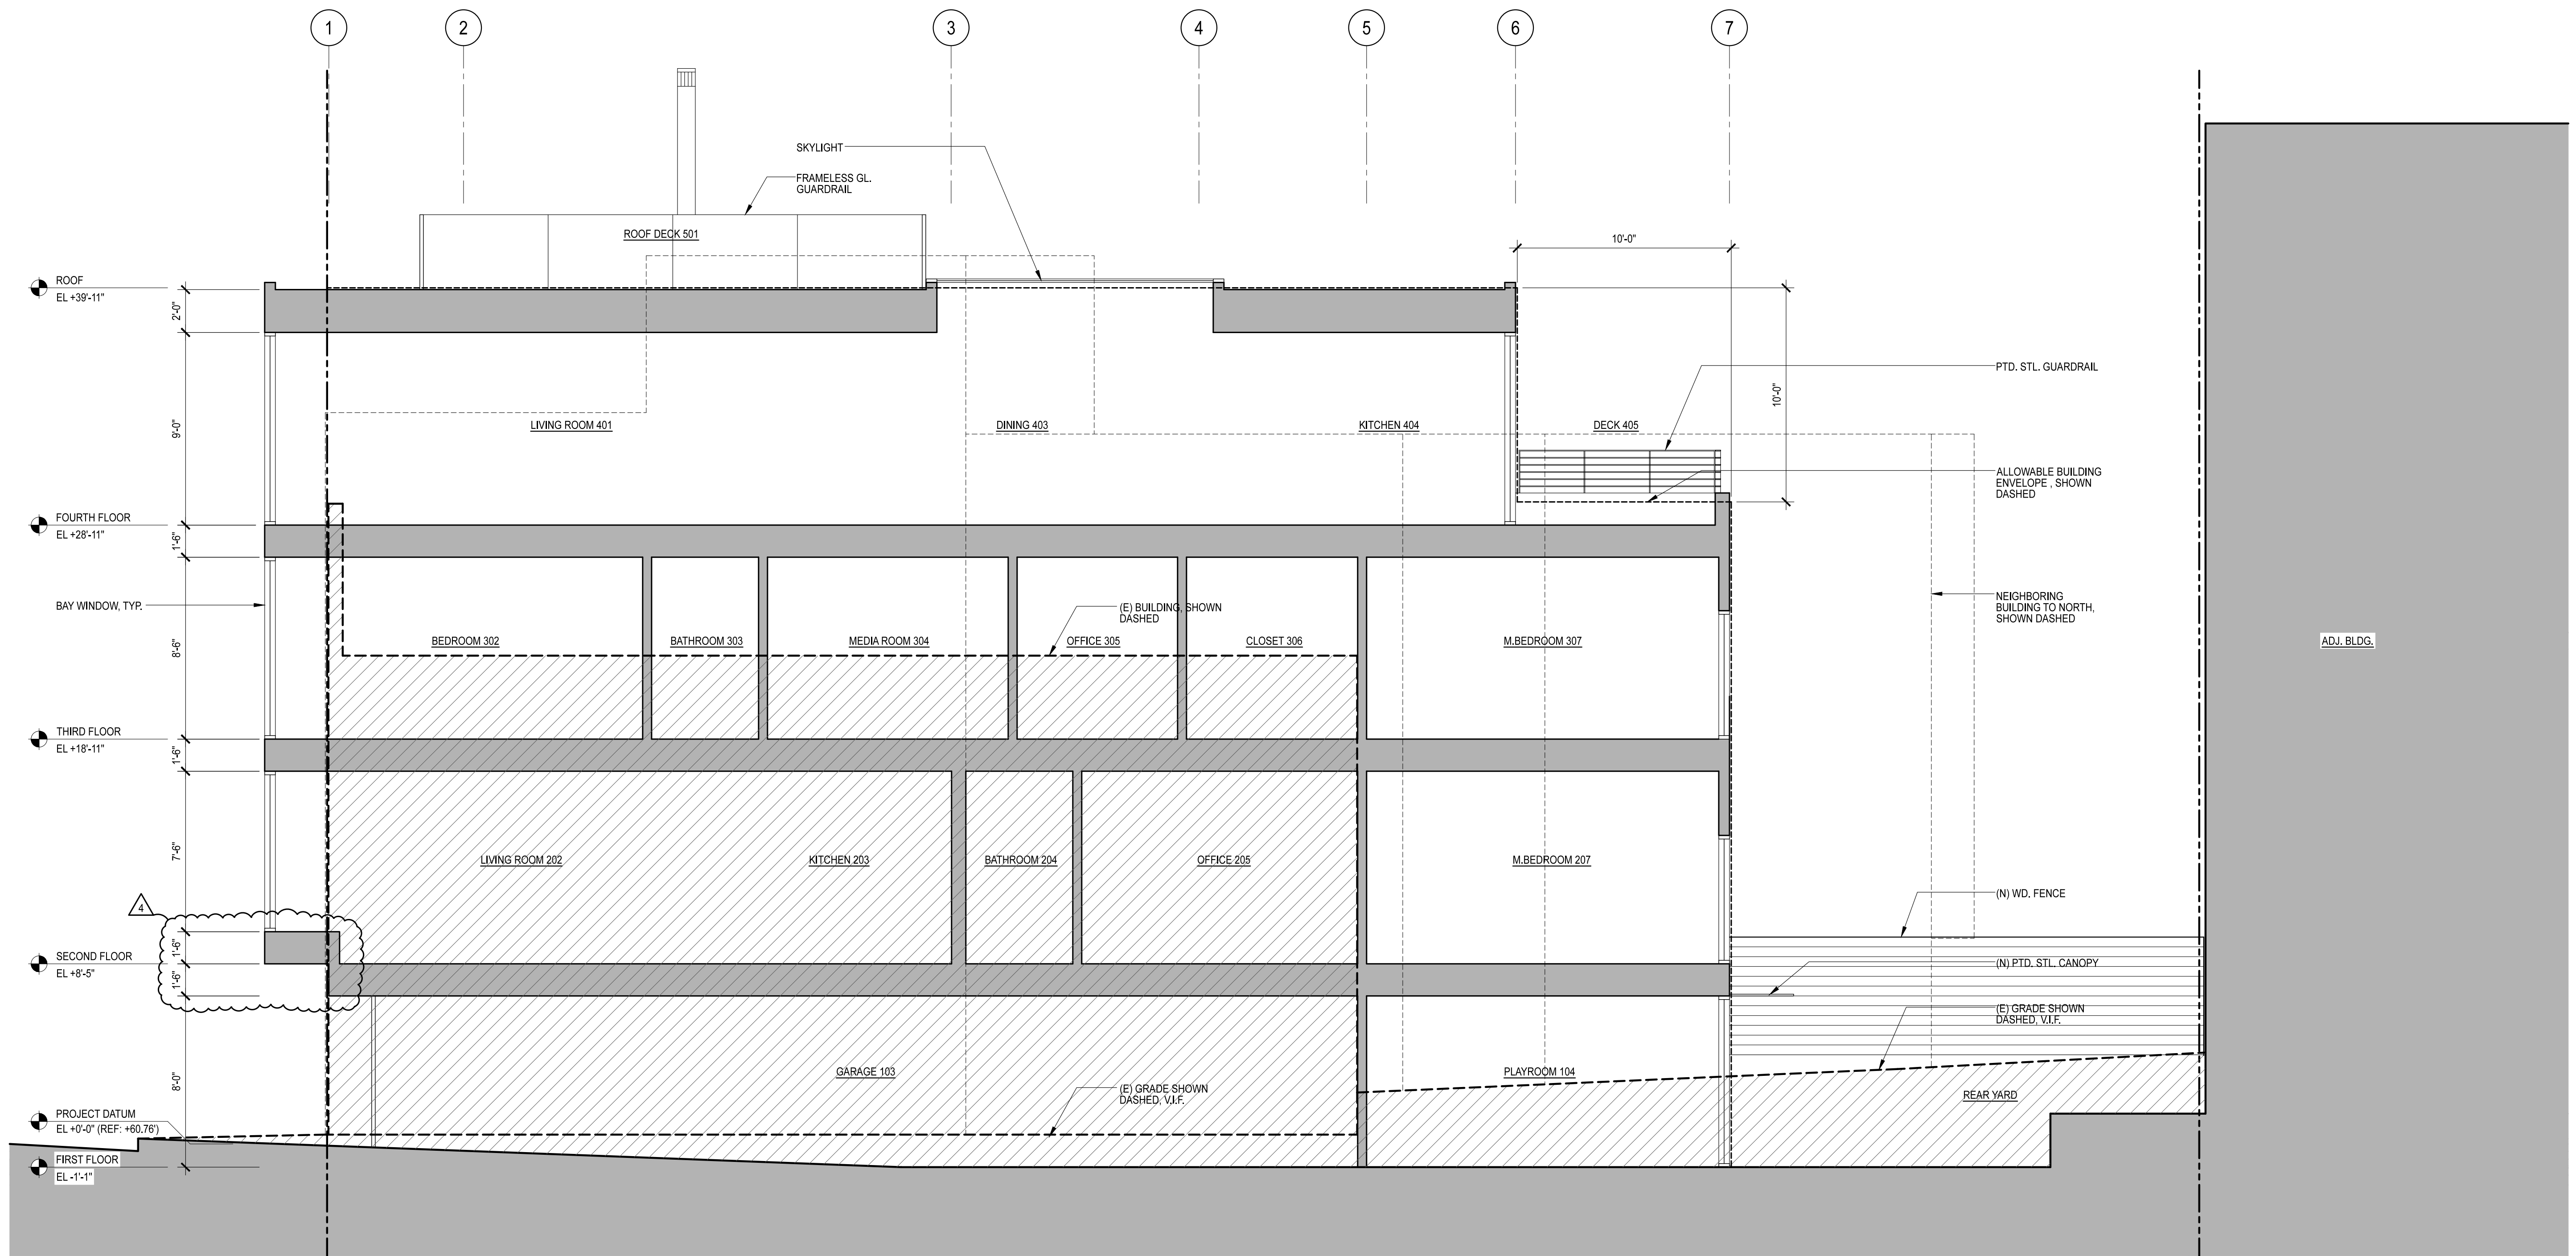 1 2 3 4 5 6 7
SKYLIGHT
FRAMELESS GL.
GUARDRAIL
ROOF DECK 501
10'-0"
ROOF
EL +39'-11"
2'-0"
PTD. STL. GUARDRAIL
10'-0"
9'-0"
LIVING ROOM 401 DINING 403 KITCHEN 404 DECK 405
ALLOWABLE BUILDING
ENVELOPE , SHOWN
DASHED
FOURTH FLOOR
EL +28'-11"
1'-6"
BAY WINDOW, TYP.
(E) BUILDING, SHOWN
DASHED
NEIGHBORING
BUILDING TO NORTH,
SHOWN DASHED
8'-6"
BEDROOM 302 BATHROOM 303 MEDIA ROOM 304 OFFICE 305 CLOSET 306 M.BEDROOM 307
ADJ. BLDG.
THIRD FLOOR
EL +18'-11"
1'-6"
7'-6"
LIVING ROOM 202 KITCHEN 203 BATHROOM 204 OFFICE 205 M.BEDROOM 207
(N) WD. FENCE
4
1'-6"
SECOND FLOOR
EL +8'-5"
1'-6"
(N) PTD. STL. CANOPY
(E) GRADE SHOWN
DASHED, V.I.F.
8'-0"
GARAGE 103 PLAYROOM 104
(E) GRADE SHOWN
DASHED, V.I.F.
REAR YARD
PROJECT DATUM
EL +0'-0" (REF: +60.76')
FIRST FLOOR
EL -1'-1"